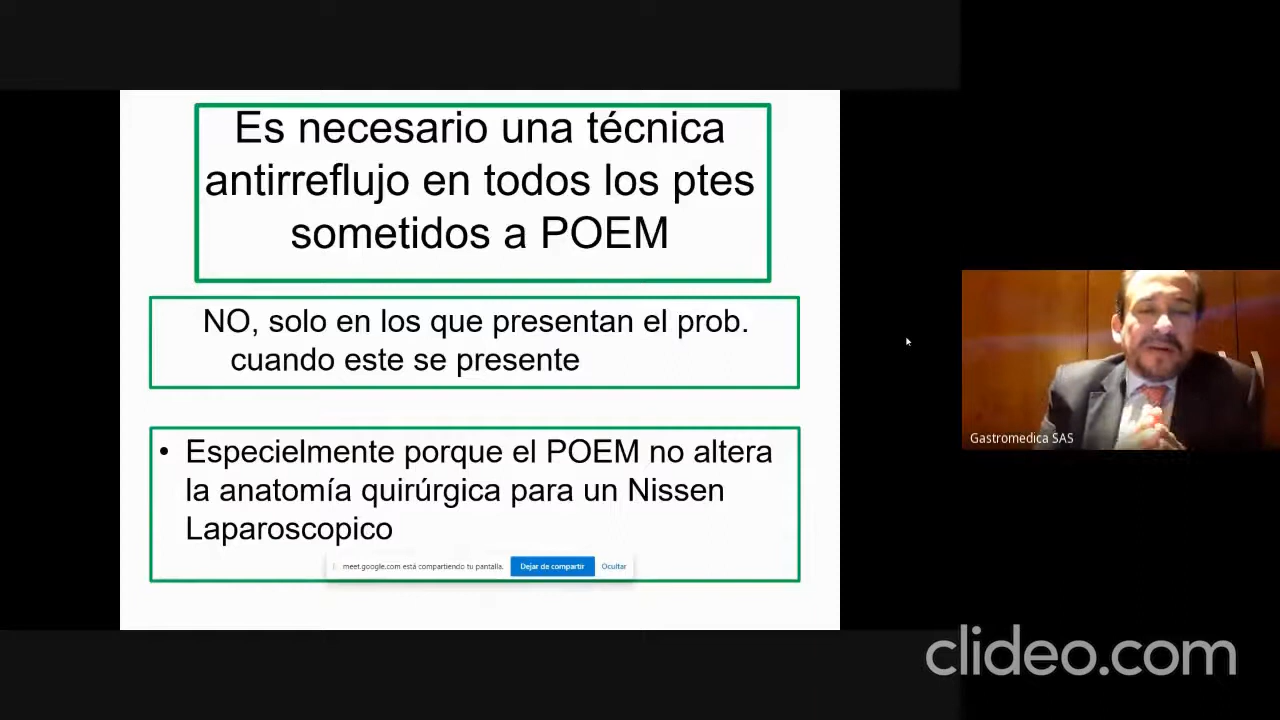 Es necesario una técnica
antirreflujo en todos los ptes
sometidos a POEM
NO, solo en los que presentan el prob.
cuando este se presente
• Especielmente porque el POEM no altera
la anatomía quirúrgica para un Nissen
Laparoscopico
meet.google.com está compartiendo tu pantalla. Dejar de compartir Ocultar
Gastromedica SAS
clideo.com